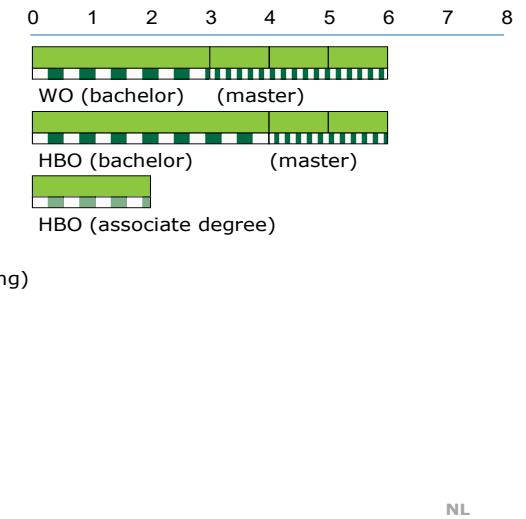 0 1 2 3 4 5 6 7 8
WO (bachelor) (master)
HBO (bachelor) (master)
HBO (associate degree)
ng)
NL